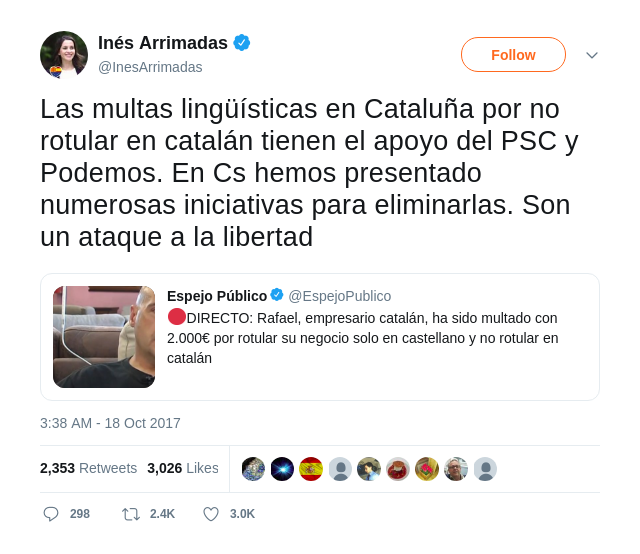 Inés Arrimadas
@InesArrimadas
Follow
Las multas lingüísticas en Cataluña por no
rotular en catalán tienen el apoyo del PSC y
Podemos. En Cs hemos presentado
numerosas iniciativas para eliminarlas. Son
un ataque a la libertad
Espejo Público @EspejoPublico
DIRECTO: Rafael, empresario catalán, ha sido multado con
2.000€ por rotular su negocio solo en castellano y no rotular en
catalán
3:38 AM - 18 Oct 2017
2,353 Retweets 3,026 Likes
298 2.4K 3.0K